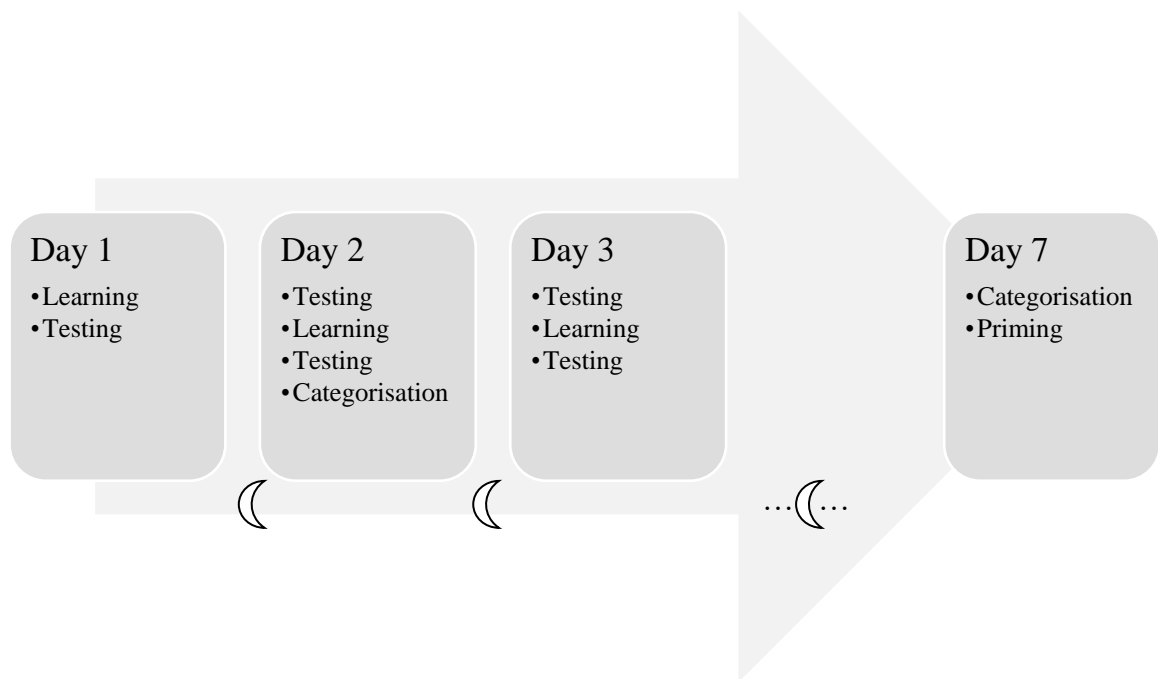 Day 1
•Learning
•Testing
Day 2
•Testing
•Learning
•Testing
•Categorisation
Day 3
•Testing
•Learning
•Testing
Day 7
•Categorisation
•Priming
… …